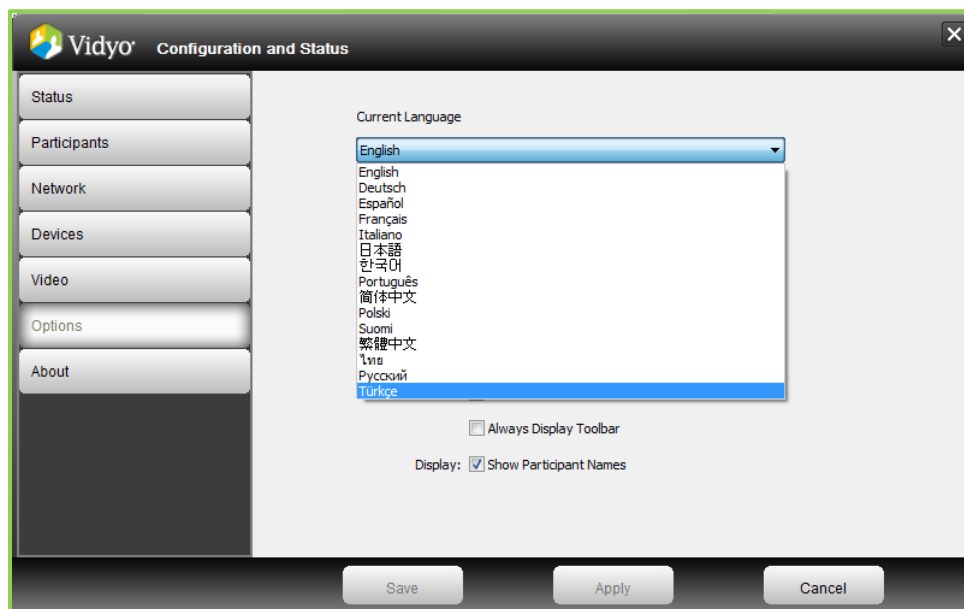 Vidyo® Configuration and Status
Status
Participants
Network
Devices
Video
Options
About
Current Language
English
English
Deutsch
Español
Français
Italiano
日本語
한국어
Português
简体中文
Polski
Suomi
繁體中文
ไทย
Русский
Türkçe
Always Display Toolbar
Display: Show Participant Names
Save Apply Cancel